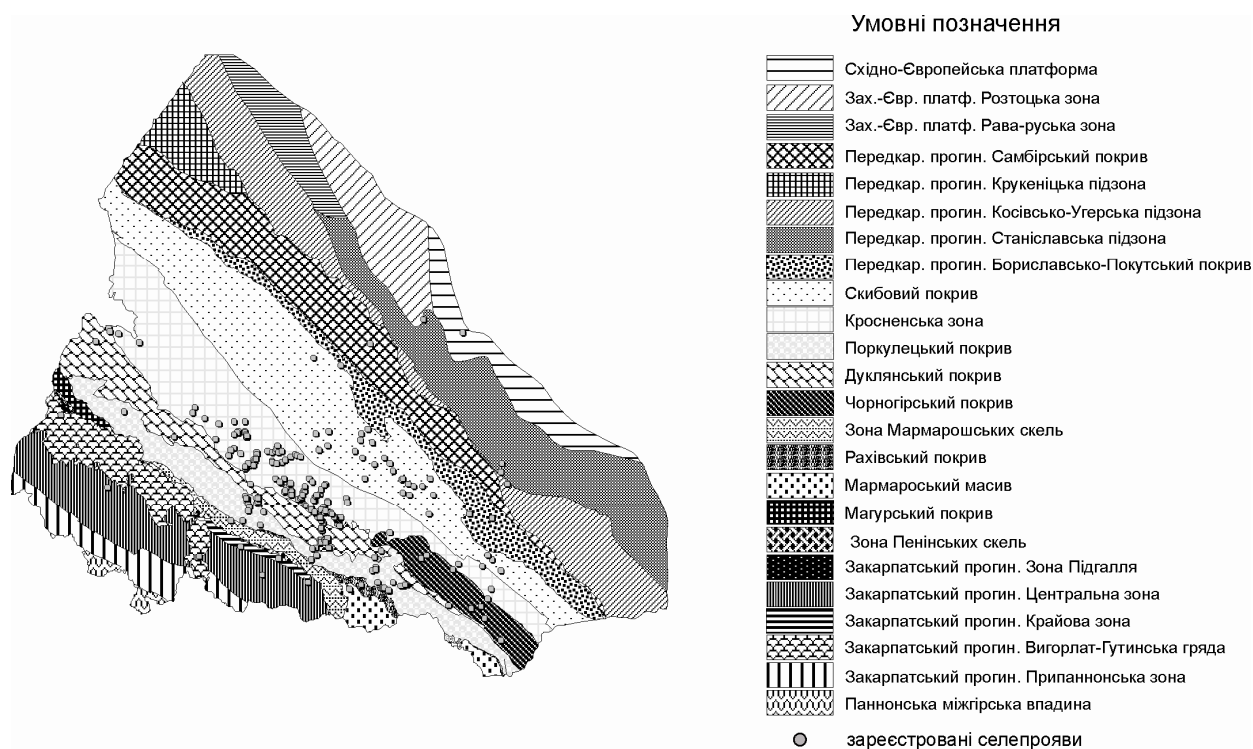 Умовні позначення
Східно-Європейська платформа
Зах.-Євр. платф. Розтоцька зона
Зах.-Євр. платф. Рава-руська зона
Передкар. прогин. Самбірський покрив
Передкар. прогин. Крукеніцька підзона
Передкар. прогин. Косівсько-Угерська підзона
Передкар. прогин. Станіславська підзона
Передкар. прогин. Бориславсько-Покутський покрив
Скибовий покрив
Кросненська зона
Поркулецький покрив
Дуклянський покрив
Чорногірський покрив
Зона Мармарошських скель
Рахівський покрив
Мармароський масив
Магурський покрив
Зона Пенінських скель
Закарпатський прогин. Зона Підгалля
Закарпатський прогин. Центральна зона
Закарпатський прогин. Крайова зона
Закарпатський прогин. Вигорлат-Гутинська гряда
Закарпатський прогин. Припаннонська зона
Паннонська міжгірська впадина
зареєстровані селепрояви